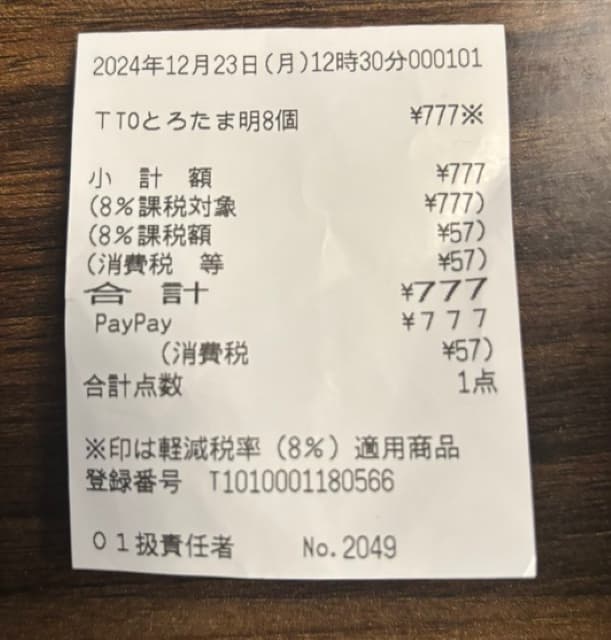 2024年12月23日(月)12時30分000101
TTOとろたま明8個 ¥777※
小 計 額 ¥777
(8%課税対象 ¥777)
(8%課税額 ¥57)
(消費税 等 ¥57)
合 計 ¥777
PayPay ¥777
(消費税 ¥57)
合計点数 1点
※印は軽減税率(8%)適用商品
登録番号 T1010001180566
01扱責任者 No.2049